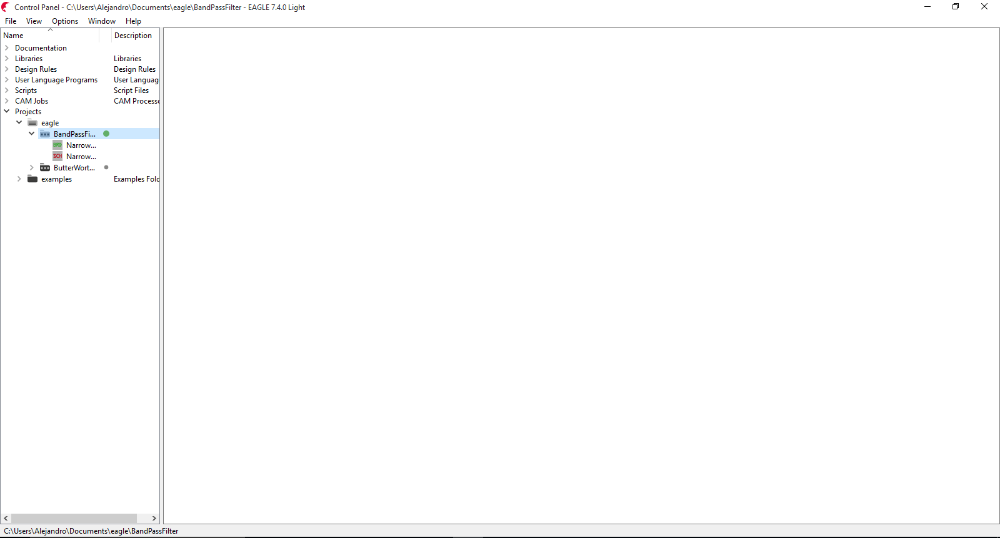 Control Panel - C:\Users\Alejandro\Documents\eagle\BandPassFilter - EAGLE 7.4.0 Light
File View Options Window Help
Name Description
Documentation
Libraries Libraries
Design Rules Design Rules
User Language Programs User Languag
Scripts Script Files
CAM Jobs CAM Process
Projects
eagle
BandPassFi...
BRD Narrow...
SCH Narrow...
ButterWort...
examples Examples Fold
C:\Users\Alejandro\Documents\eagle\BandPassFilter